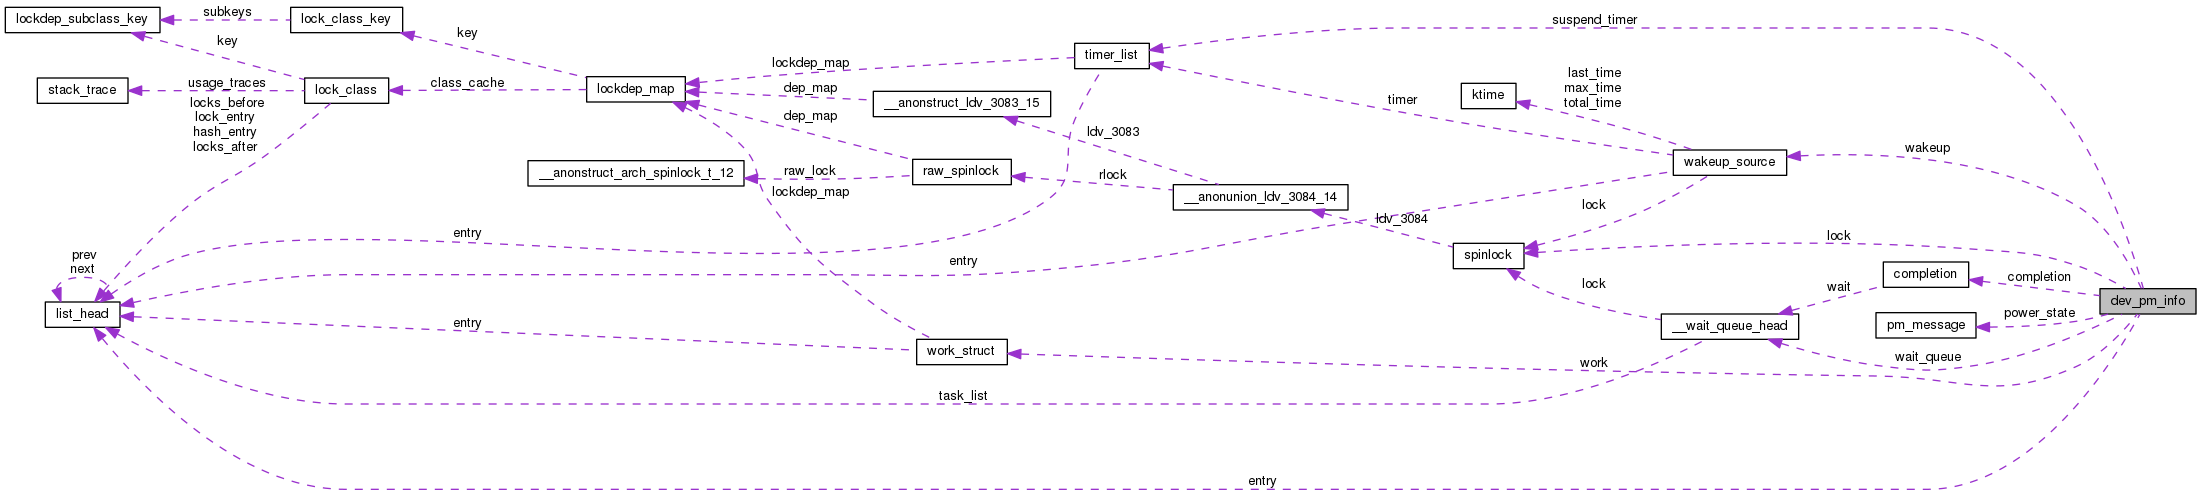 lockdep_subclass_key
subkeys
lock_class_key
suspend_timer
key
key
timer_list
lockdep_map
last_time
max_time
total_time
stack_trace
usage_traces
lock_class
class_cache
lockdep_map
dep_map
__anonstruct_ldv_3083_15
timer
ktime
locks_before
lock_entry
hash_entry
locks_after
dep_map
ldv_3083
wakeup
__anonstruct_arch_spinlock_t_12
raw_lock
raw_spinlock
rlock
wakeup_source
lockdep_map
__anonunion_ldv_3084_14
lock
ldv_3084
entry
lock
prev
next
entry
spinlock
completion
completion
lock
wait
dev_pm_info
list_head
entry
__wait_queue_head
pm_message
power_state
work_struct
work
wait_queue
task_list
entry